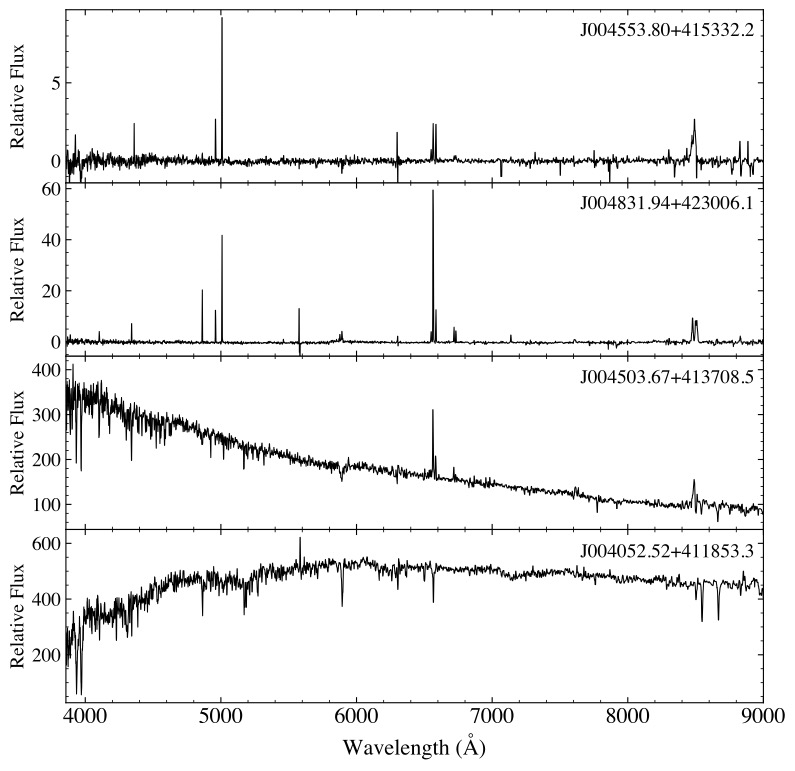 J004553.80+415332.2
5
0
Relative Flux
J004831.94+423006.1
60
40
20
0
Relative Flux
J004503.67+413708.5
400
300
200
100
Relative Flux
J004052.52+411853.3
600
400
200
Relative Flux
4000 5000 6000 7000 8000 9000
Wavelength (Å)